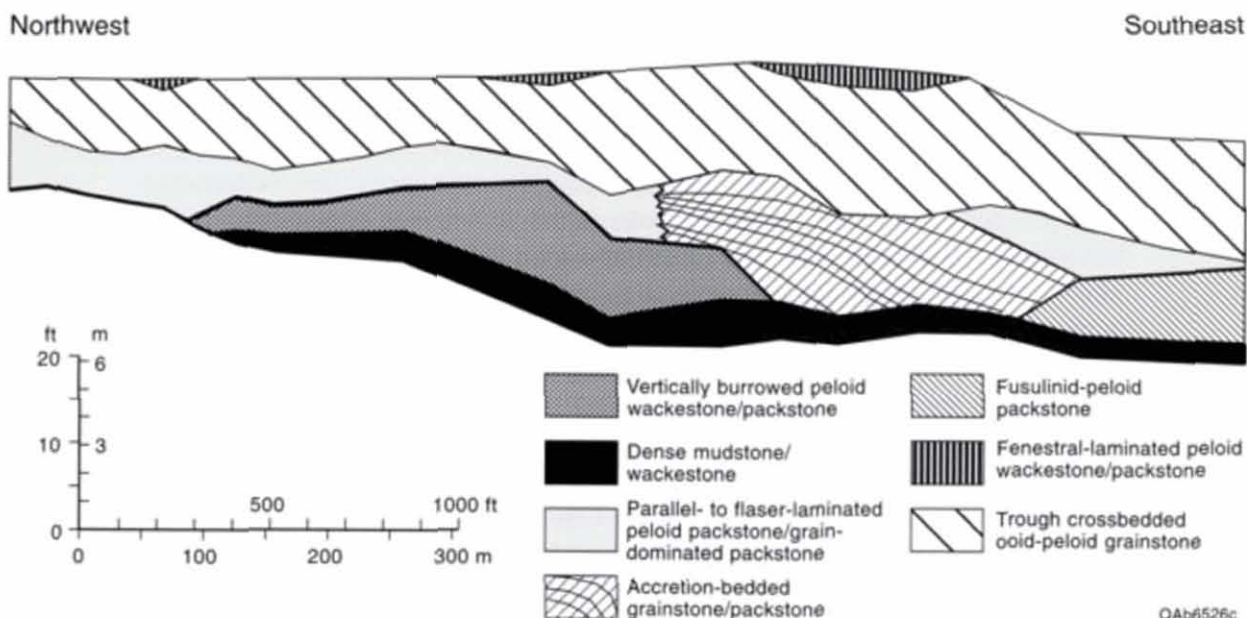 Northwest
Southeast
ft m
20 6
10 3
0
500 1000 ft
0 100 200 300 m
Vertically burrowed peloid
wackestone/packstone
Dense mudstone/
wackestone
Parallel- to flaser-laminated
peloid packstone/grain-
dominated packstone
Accretion-bedded
grainstone/packstone
Fusulinid-peloid
packstone
Fenestral-laminated peloid
wackestone/packstone
Trough crossbedded
ooid-peloid grainstone
QAb6526c